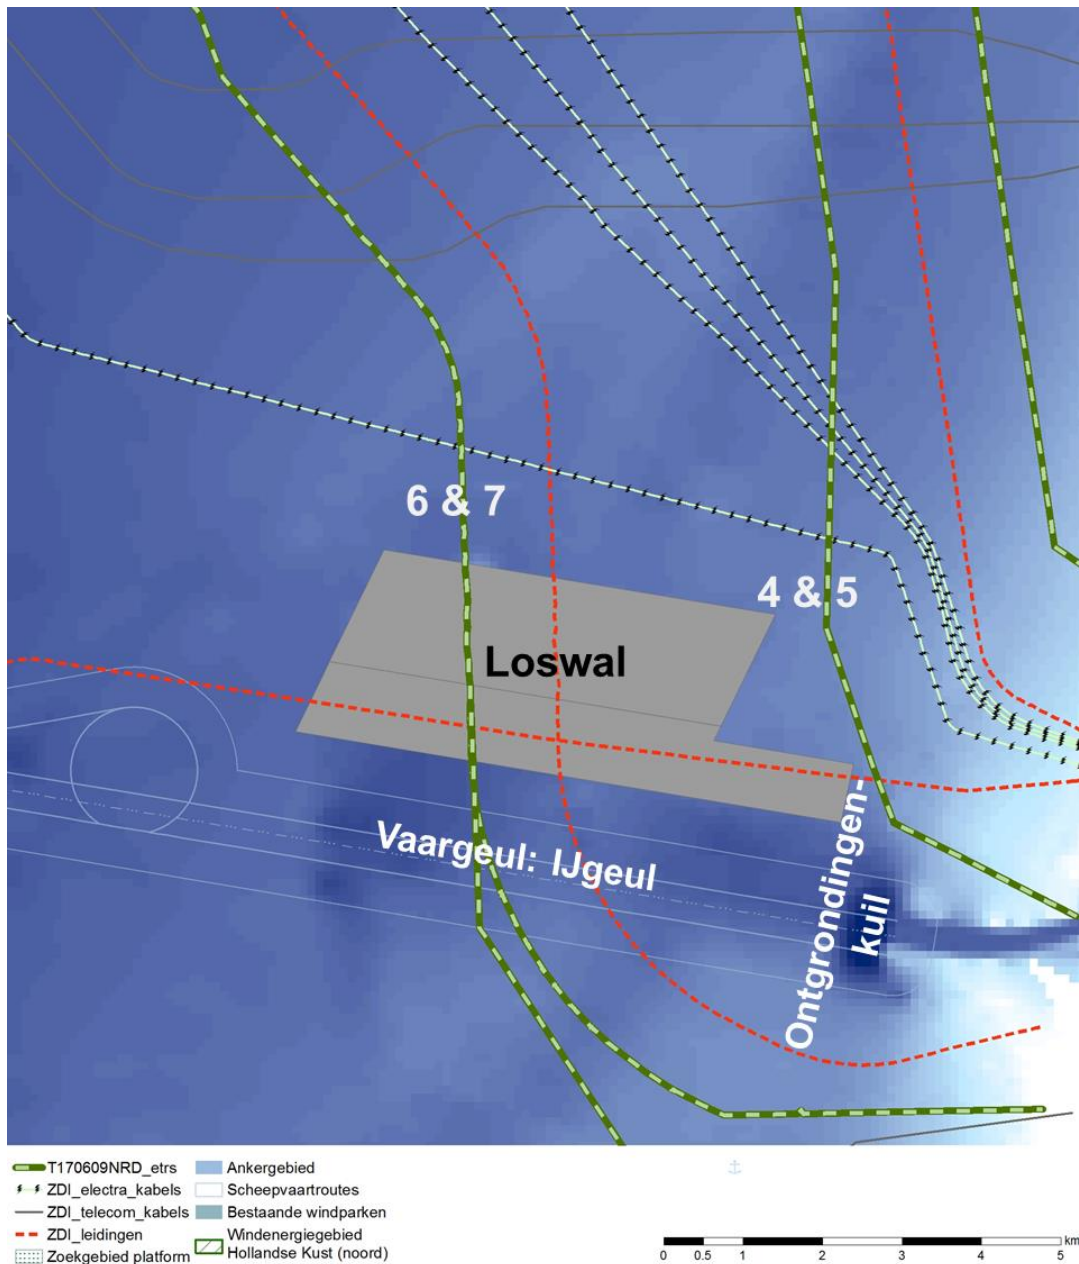 6 & 7
4 & 5
Loswal
Vaargeul: IJgeul
Ontgrondingen-
kuil
T170609NRD_etrs
ZDI_electra_kabels
ZDI_telecom_kabels
ZDI_leidingen
Zoekgebied platform
Ankergebied
Scheepvaartroutes
Bestaande windparken
Windenergiegebied
Hollandse Kust (noord)
km
0 0.5 1 2 3 4 5